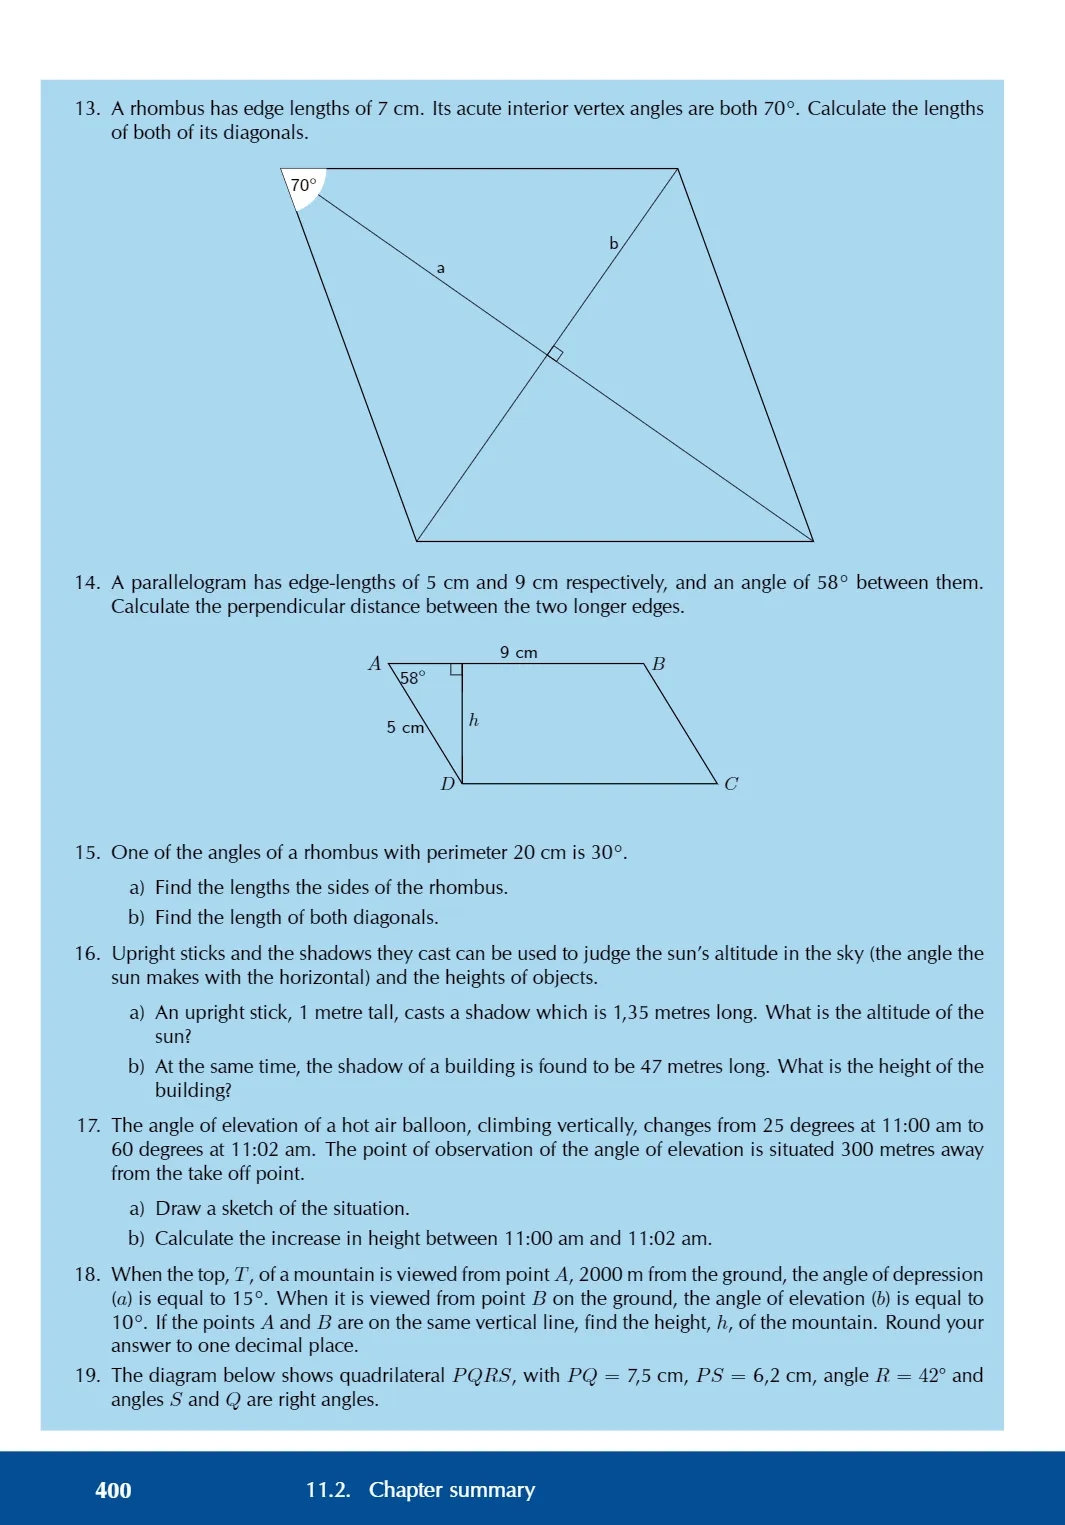 13. A rhombus has edge lengths of 7 cm. Its acute interior vertex angles are both 70°. Calculate the lengths
of both of its diagonals.
70°
b
a
14. A parallelogram has edge-lengths of 5 cm and 9 cm respectively, and an angle of 58° between them.
Calculate the perpendicular distance between the two longer edges.
9 cm
A
B
58°
h
5 cm
D
C
15. One of the angles of a rhombus with perimeter 20 cm is 30°.
a) Find the lengths the sides of the rhombus.
b) Find the length of both diagonals.
16. Upright sticks and the shadows they cast can be used to judge the sun's altitude in the sky (the angle the
sun makes with the horizontal) and the heights of objects.
a) An upright stick, 1 metre tall, casts a shadow which is 1,35 metres long. What is the altitude of the
sun?
b) At the same time, the shadow of a building is found to be 47 metres long. What is the height of the
building?
17. The angle of elevation of a hot air balloon, climbing vertically, changes from 25 degrees at 11:00 am to
60 degrees at 11:02 am. The point of observation of the angle of elevation is situated 300 metres away
from the take off point.
a) Draw a sketch of the situation.
b) Calculate the increase in height between 11:00 am and 11:02 am.
18. When the top, T, of a mountain is viewed from point A, 2000 m from the ground, the angle of depression
(a) is equal to 15°. When it is viewed from point B on the ground, the angle of elevation (b) is equal to
10°. If the points A and B are on the same vertical line, find the height, h, of the mountain. Round your
answer to one decimal place.
19. The diagram below shows quadrilateral PQRS, with PQ = 7,5 cm, PS = 6,2 cm, angle R = 42° and
angles S and Q are right angles.
400 11.2. Chapter summary